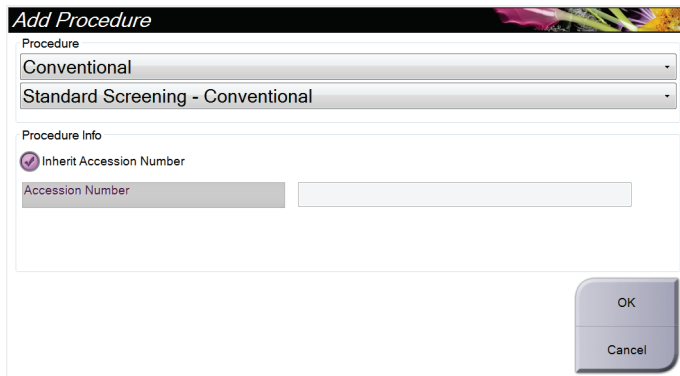 Add Procedure
Procedure
Conventional
Standard Screening - Conventional
Procedure Info
Inherit Accession Number
Accession Number
OK
Cancel